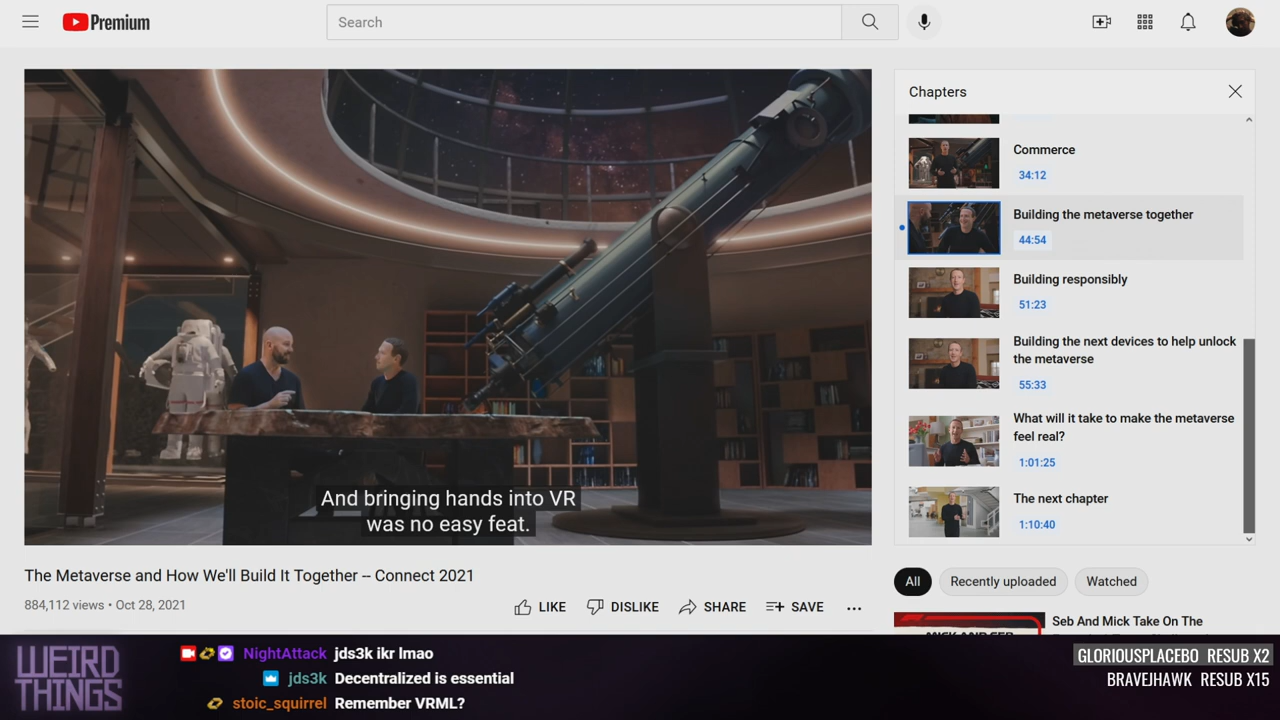 Premium
Search
Chapters
Commerce
34:12
Building the metaverse together
44:54
Building responsibly
51:23
Building the next devices to help unlock
the metaverse
55:33
What will it take to make the metaverse
feel real?
1:01:25
The next chapter
1:10:40
And bringing hands into VR
was no easy feat.
The Metaverse and How We'll Build It Together -- Connect 2021
884,112 views • Oct 28, 2021
LIKE
DISLIKE
SHARE
SAVE
All
Recently uploaded
Watched
Seb And Mick Take On The
WEIRD
THINGS
NightAttack jds3k ikr lmao
jds3k Decentralized is essential
stoic_squirrel Remember VRML?
GLORIOUSPLACEBO RESUB X2
BRAVEJHAWK RESUB X15